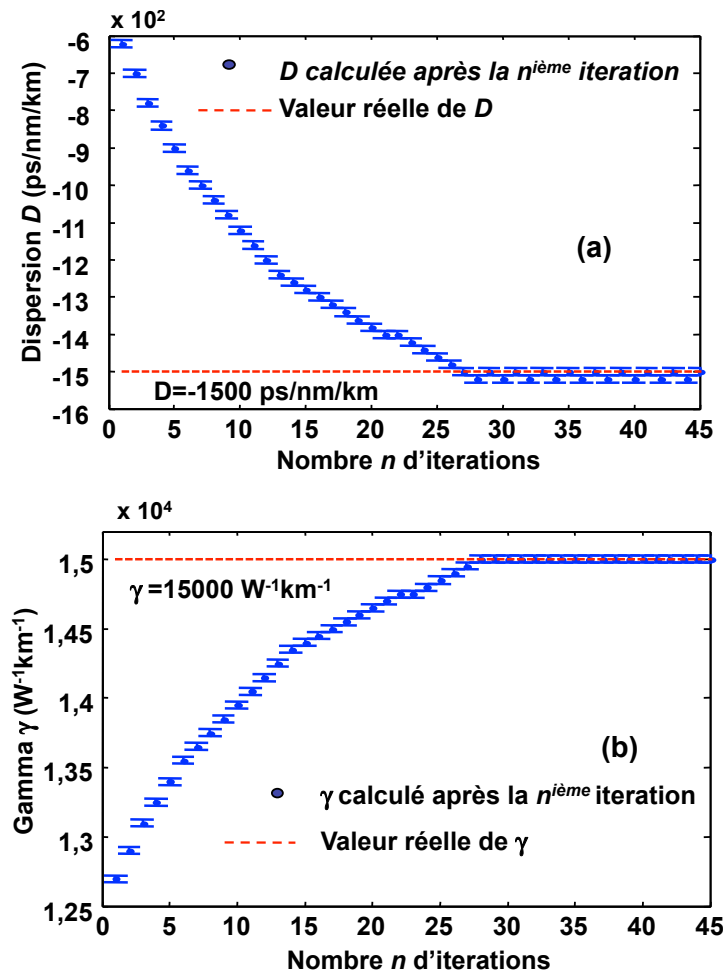 x 10²
-6
-7
-8
-9
-10
-11
-12
-13
-14
-15
-16
Dispersion D (ps/nm/km)
D calculée après la nⁱᵉᵐᵉ iteration
Valeur réelle de D
(a)
D=-1500 ps/nm/km
0 5 10 15 20 25 30 35 40 45
Nombre n d'iterations
x 10⁴
1,5
1,45
1,4
1,35
1,3
1,25
Gamma γ (W⁻¹km⁻¹)
γ =15000 W⁻¹km⁻¹
(b)
γ calculé après la nⁱᵉᵐᵉ iteration
Valeur réelle de γ
0 5 10 15 20 25 30 35 40 45
Nombre n d'iterations